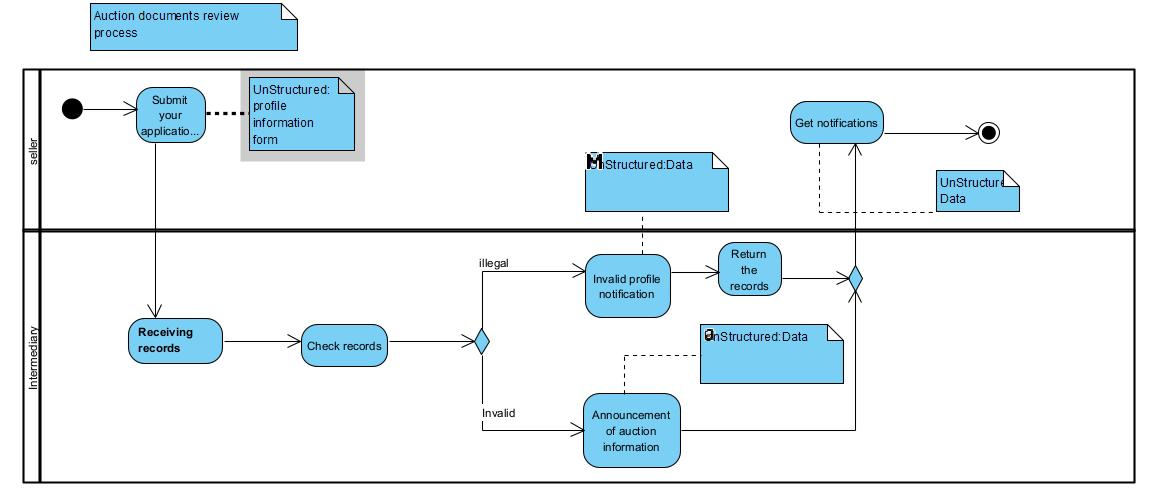 Auction documents review
process
Submit
your
applicatio...
UnStructured:
profile
information
form
Get notifications
seller
UnStructured:Data
UnStructure
Data
illegal
Invalid profile
notification
Return
the
records
Receiving
records
Check records
UnStructured:Data
Invalid
Announcement
of auction
information
Intermediary